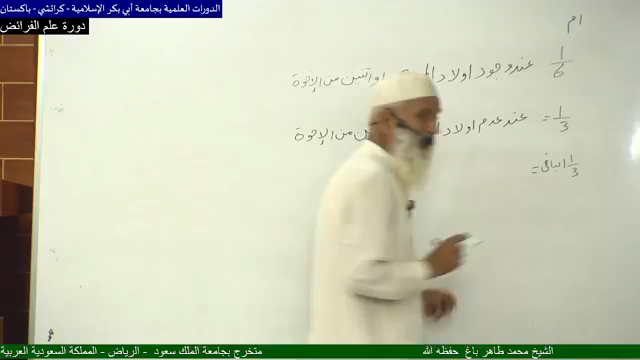 الدورات العلمية بجامعة أبي بكر الإسلامية - كراتشي - باكستان
دورة علم الفرائض
ام
1/6 عند وجود اولاد او اثنين من الإخوة
1/3 = عند عدم اولاد من الإخوة
1/3 الباقي =
الشيخ محمد طاهر باغ حفظه الله
متخرج بجامعة الملك سعود - الرياض - المملكة السعودية العربية